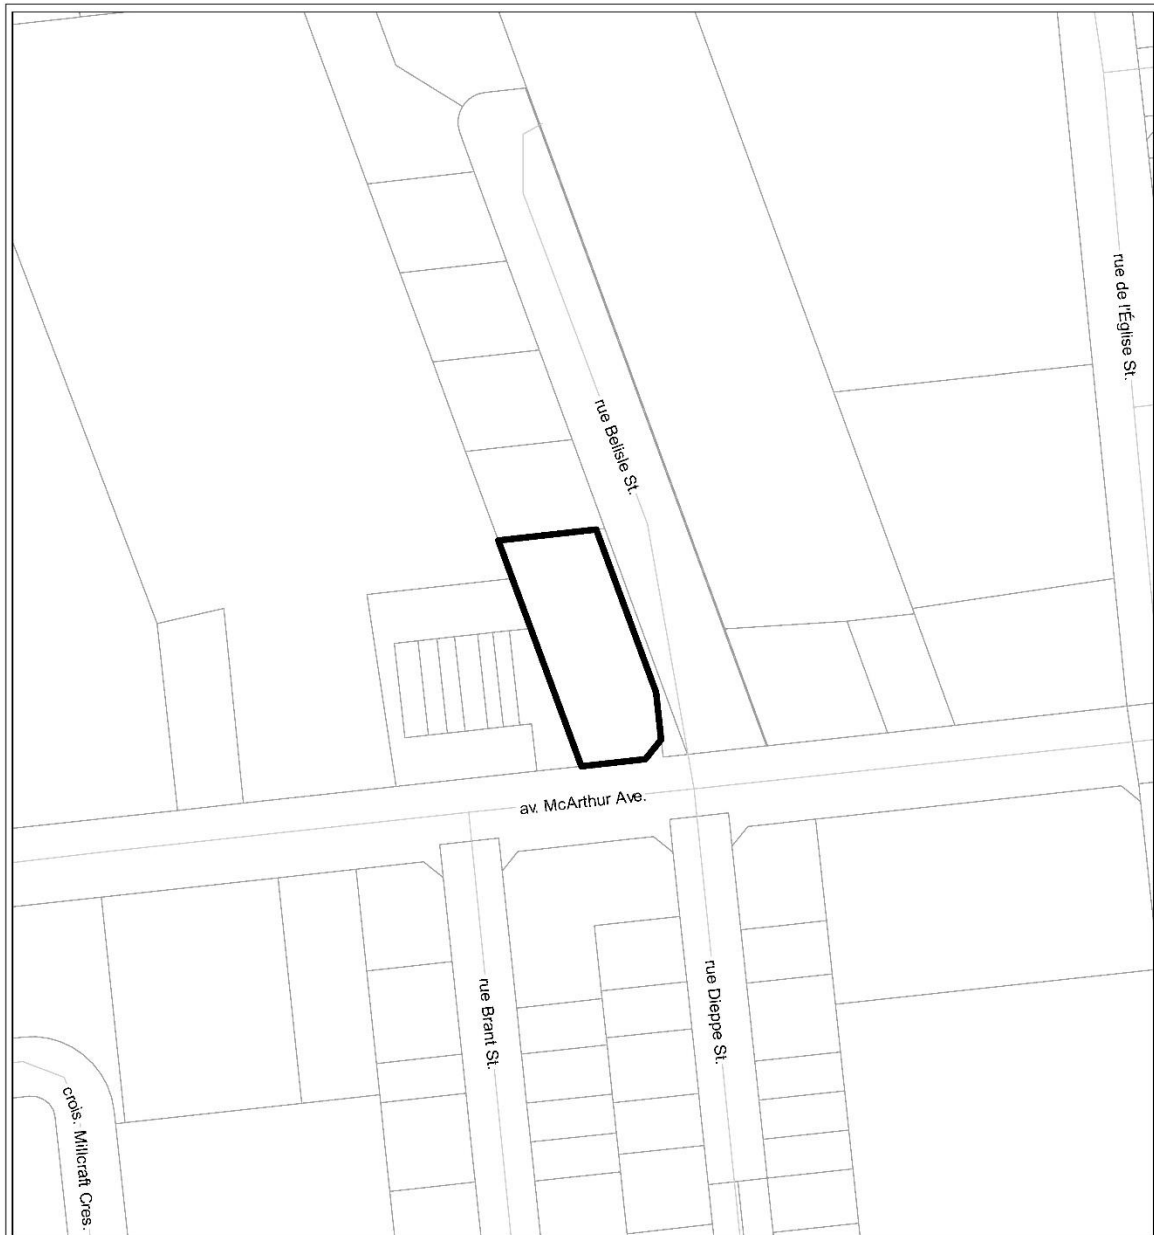 rue de l'Église St.
rue Belisle St.
av. McArthur Ave.
rue Brant St.
rue Dieppe St.
crois. Millcraft Cres.